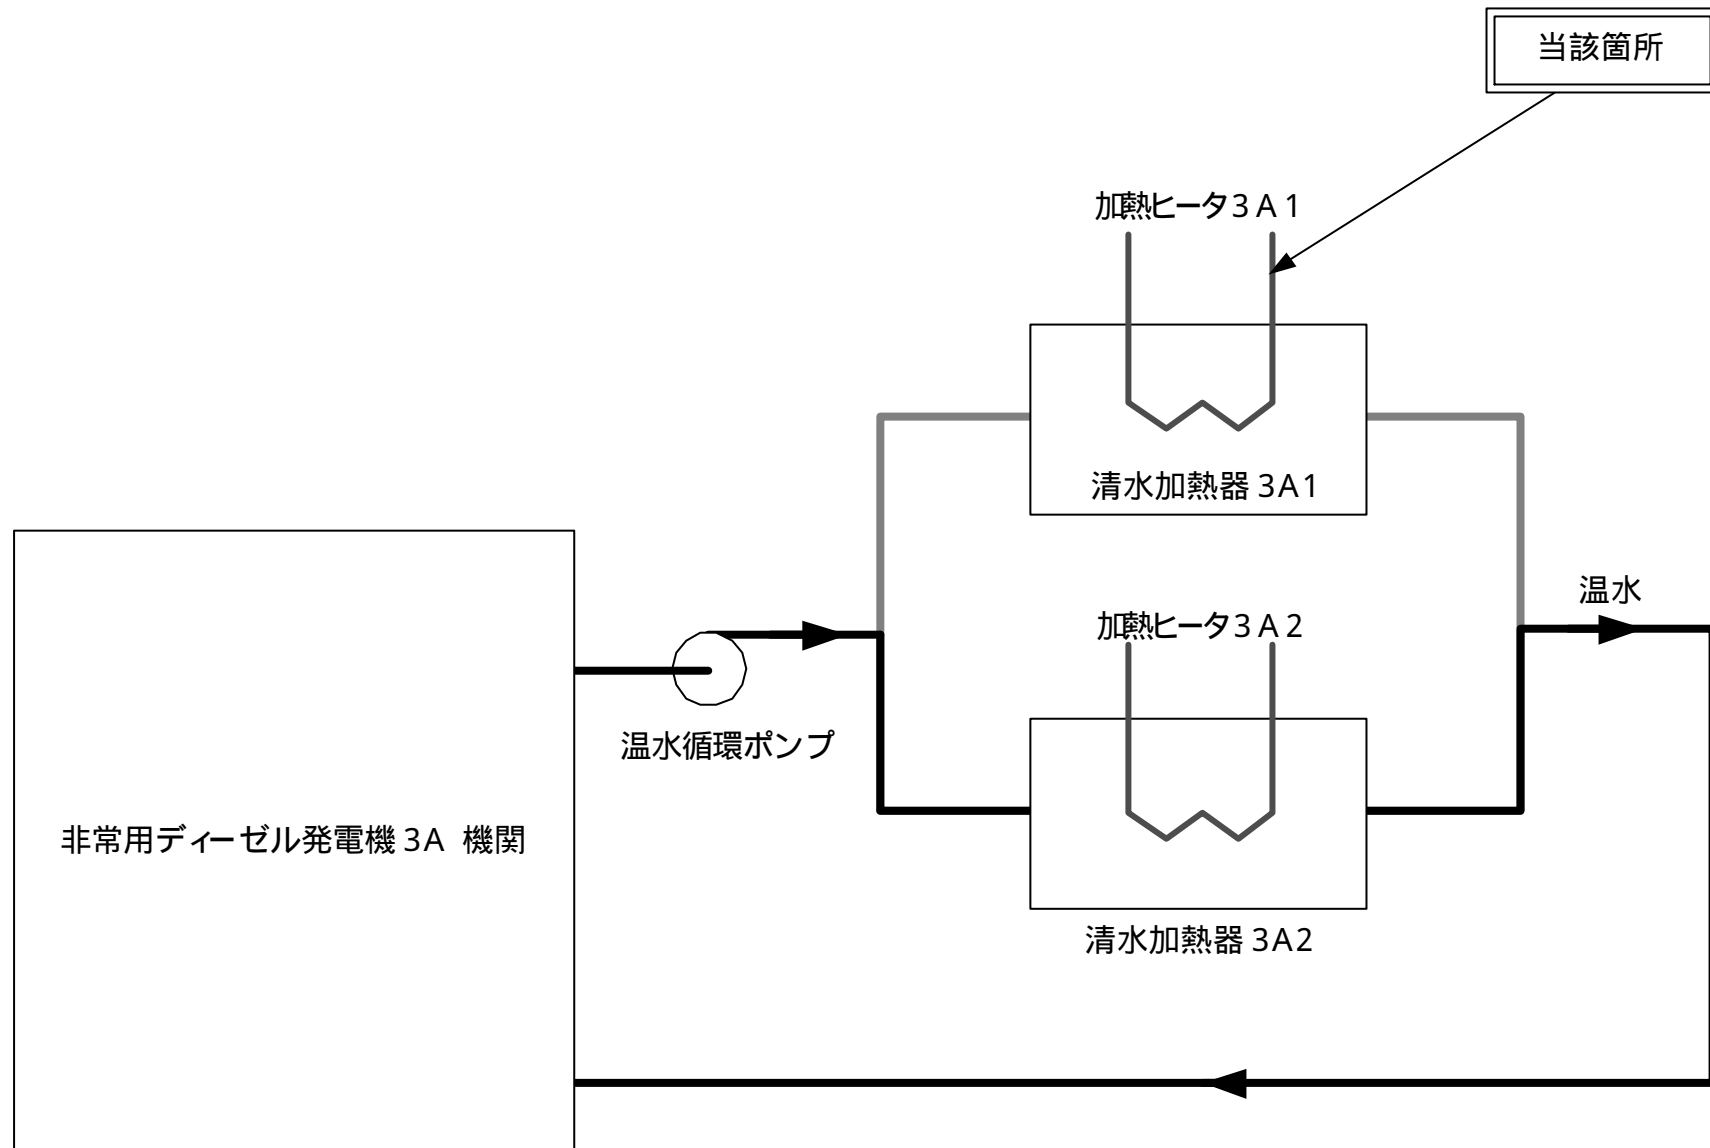 当該箇所
加熱ヒータ3A1
清水加熱器 3A1
温水
加熱ヒータ3A2
温水循環ポンプ
非常用ディーゼル発電機 3A 機関
清水加熱器 3A2